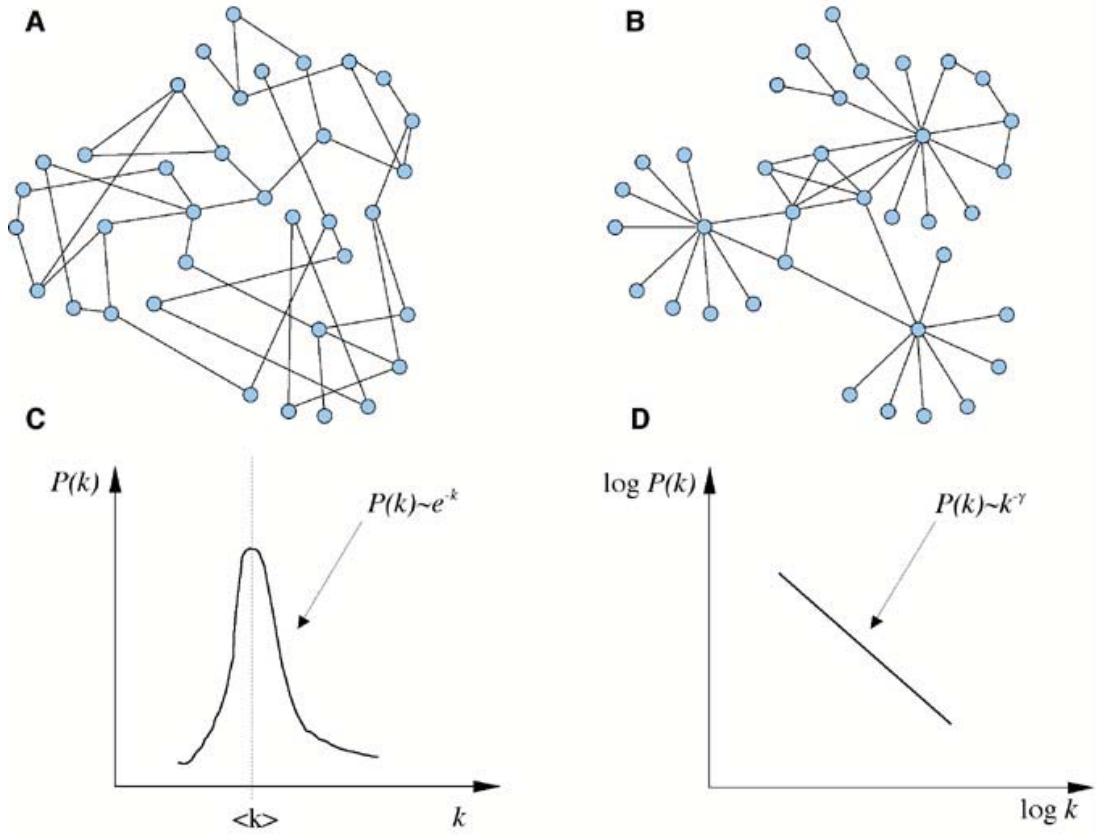 A
B
C
P(k)
P(k)~e^-k
<k>
k
D
log P(k)
P(k)~k^-γ
log k